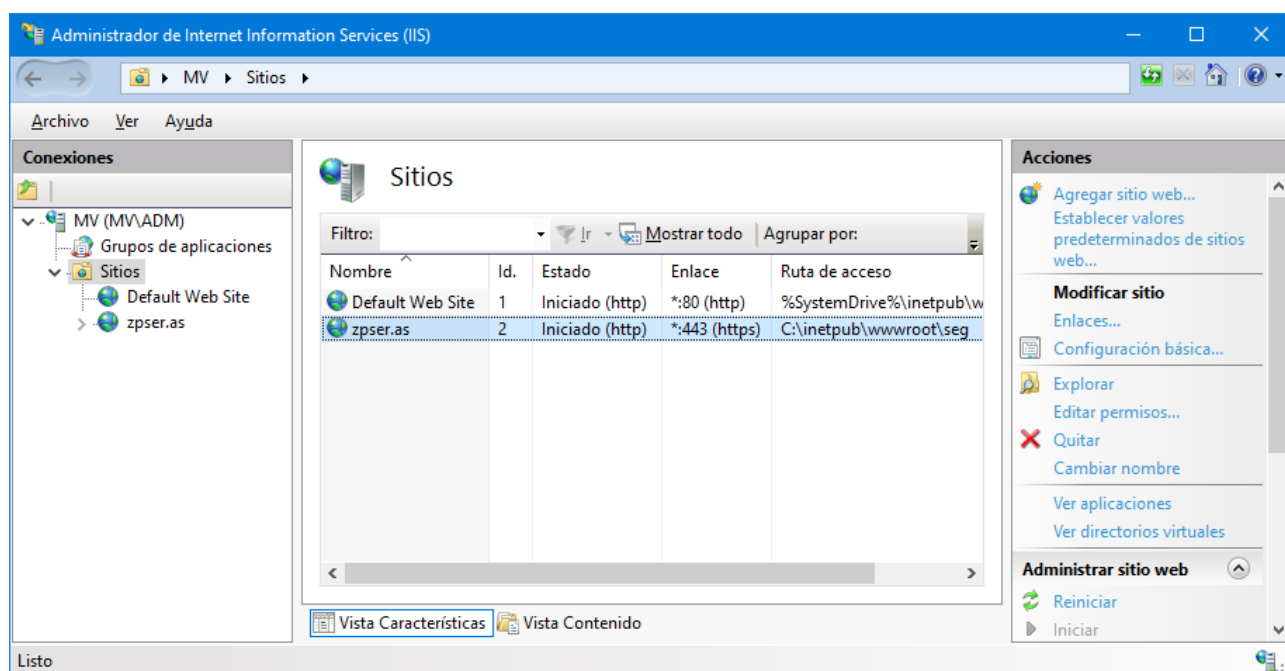 Administrador de Internet Information Services (IIS)
MV Sitios
Archivo Ver Ayuda
Conexiones
MV (MV\ADM)
Grupos de aplicaciones
Sitios
Default Web Site
zpser.as
Sitios
Filtro: Ir Mostrar todo Agrupar por:
Nombre Id. Estado Enlace Ruta de acceso
Default Web Site 1 Iniciado (http) *:80 (http) %SystemDrive%\inetpub\w
zpser.as 2 Iniciado (http) *:443 (https) C:\inetpub\wwwroot\seg
Vista Características Vista Contenido
Acciones
Agregar sitio web...
Establecer valores
predeterminados de sitios
web...
Modificar sitio
Enlaces...
Configuración básica...
Explorar
Editar permisos...
Quitar
Cambiar nombre
Ver aplicaciones
Ver directorios virtuales
Administrar sitio web
Reiniciar
Iniciar
Listo